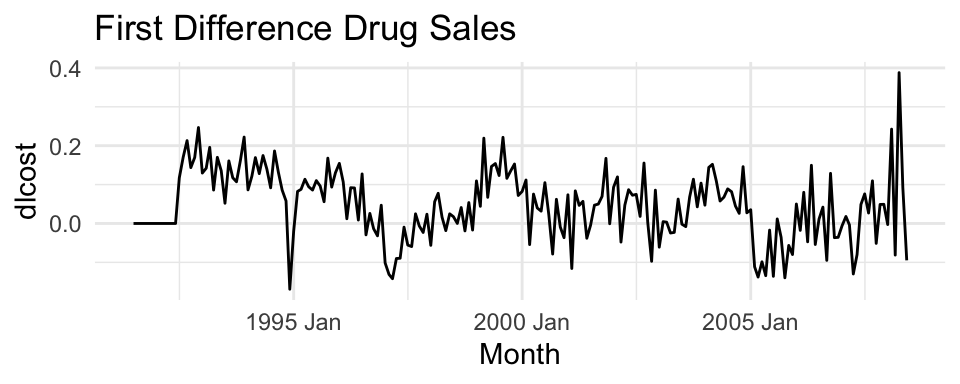 First Difference Drug Sales
0.4
0.2
0.0
dlcost
1995 Jan
2000 Jan
2005 Jan
Month